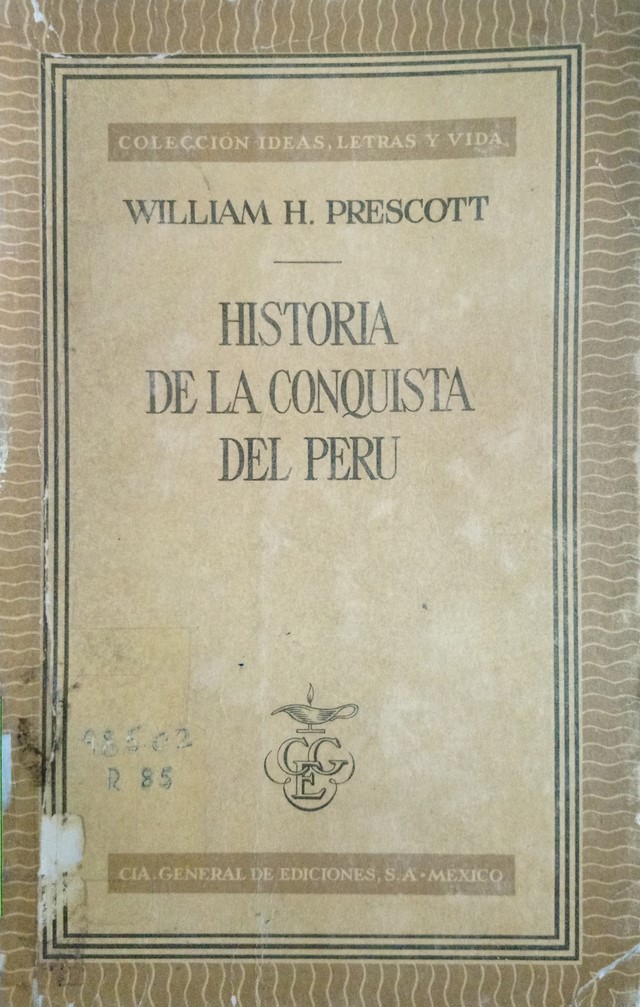 COLECCIÓN IDEAS, LETRAS Y VIDA
WILLIAM H. PRESCOTT
HISTORIA
DE LA CONQUISTA
DEL PERU
CGE
R 85
CIA. GENERAL DE EDICIONES, S.A·MEXICO